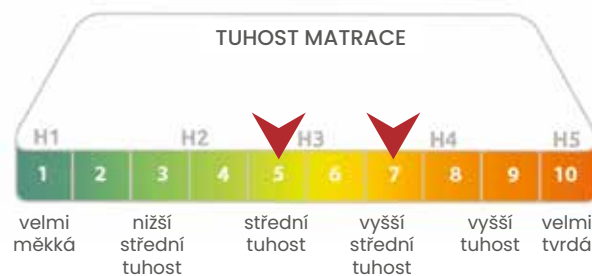 TUHOST MATRACE
H1 H2 H3 H4 H5
1 2 3 4 5 6 7 8 9 10
velmi měkká
nižší střední tuhost
střední tuhost
vyšší střední tuhost
vyšší tuhost
velmi tvrdá